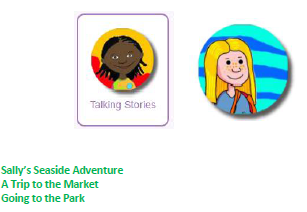 Talking Stories
Sally's Seaside Adventure
A Trip to the Market
Going to the Park